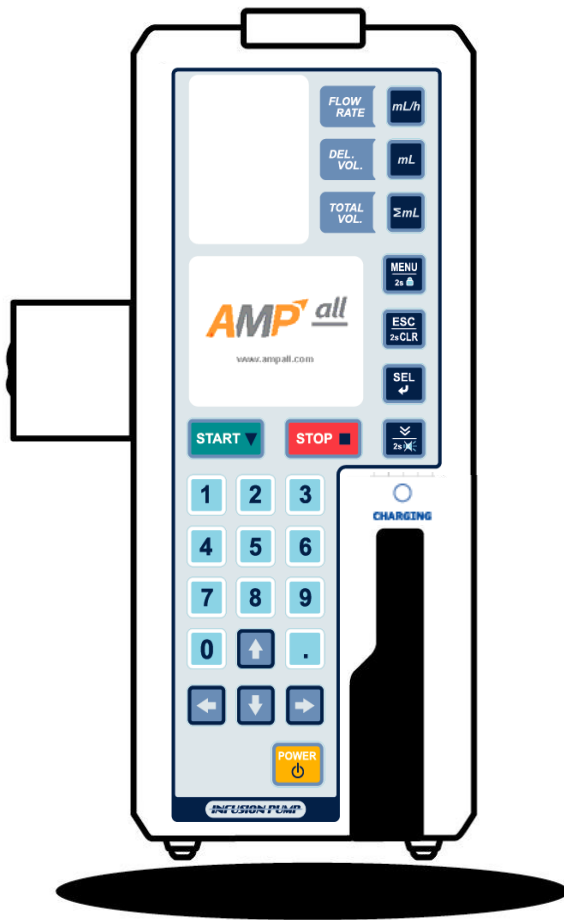 FLOW
RATE
mL/h
DEL.
VOL.
mL
TOTAL
VOL.
ΣmL
MENU
2s
AMP all
www.ampall.com
ESC
2s CLR
SEL
START
STOP
2s
1 2 3
CHARGING
4 5 6
7 8 9
0 .
POWER
INFUSION PUMP